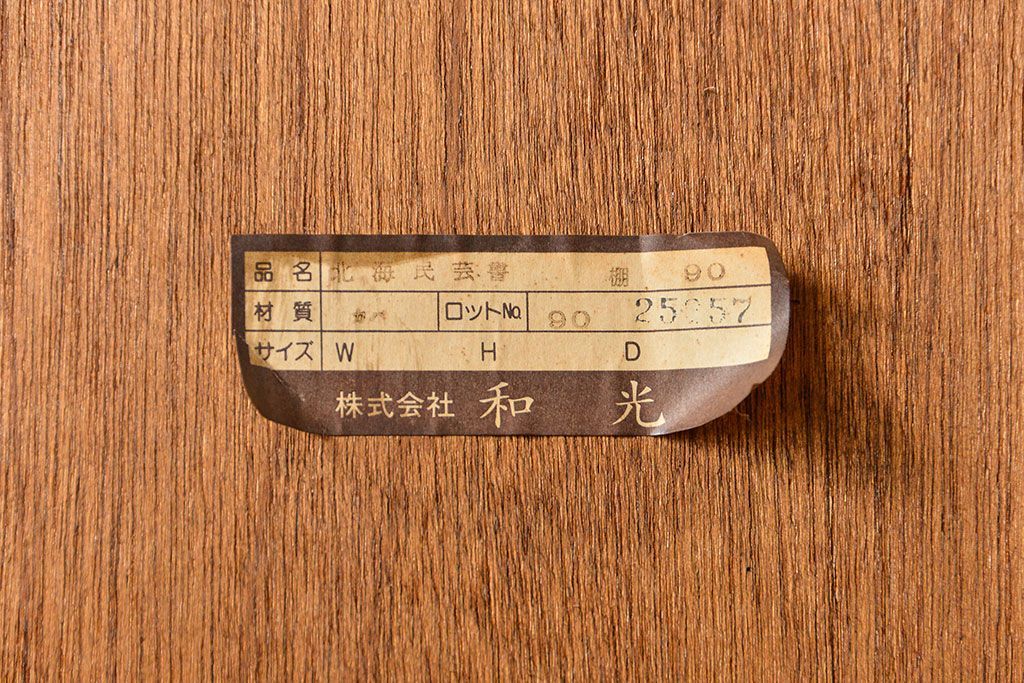 品名 北海民芸書 棚 90
材質 ロットNo. 90
サイズ W H D
株式会社 和光